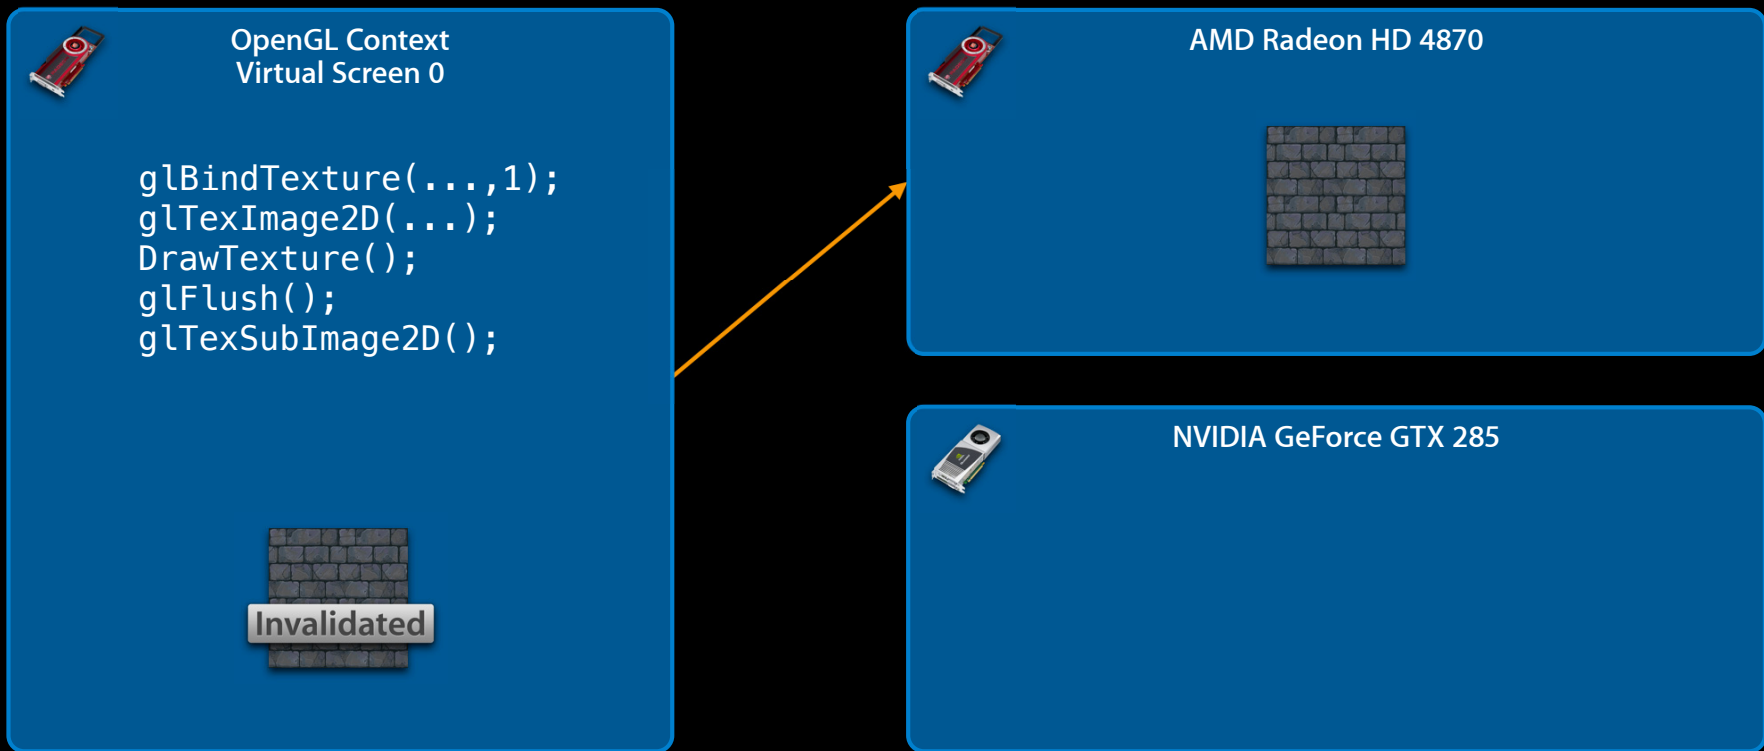 OpenGL Context
Virtual Screen 0
glBindTexture(...,1);
glTexImage2D(...);
DrawTexture();
glFlush();
glTexSubImage2D();
Invalidated
AMD Radeon HD 4870
NVIDIA GeForce GTX 285